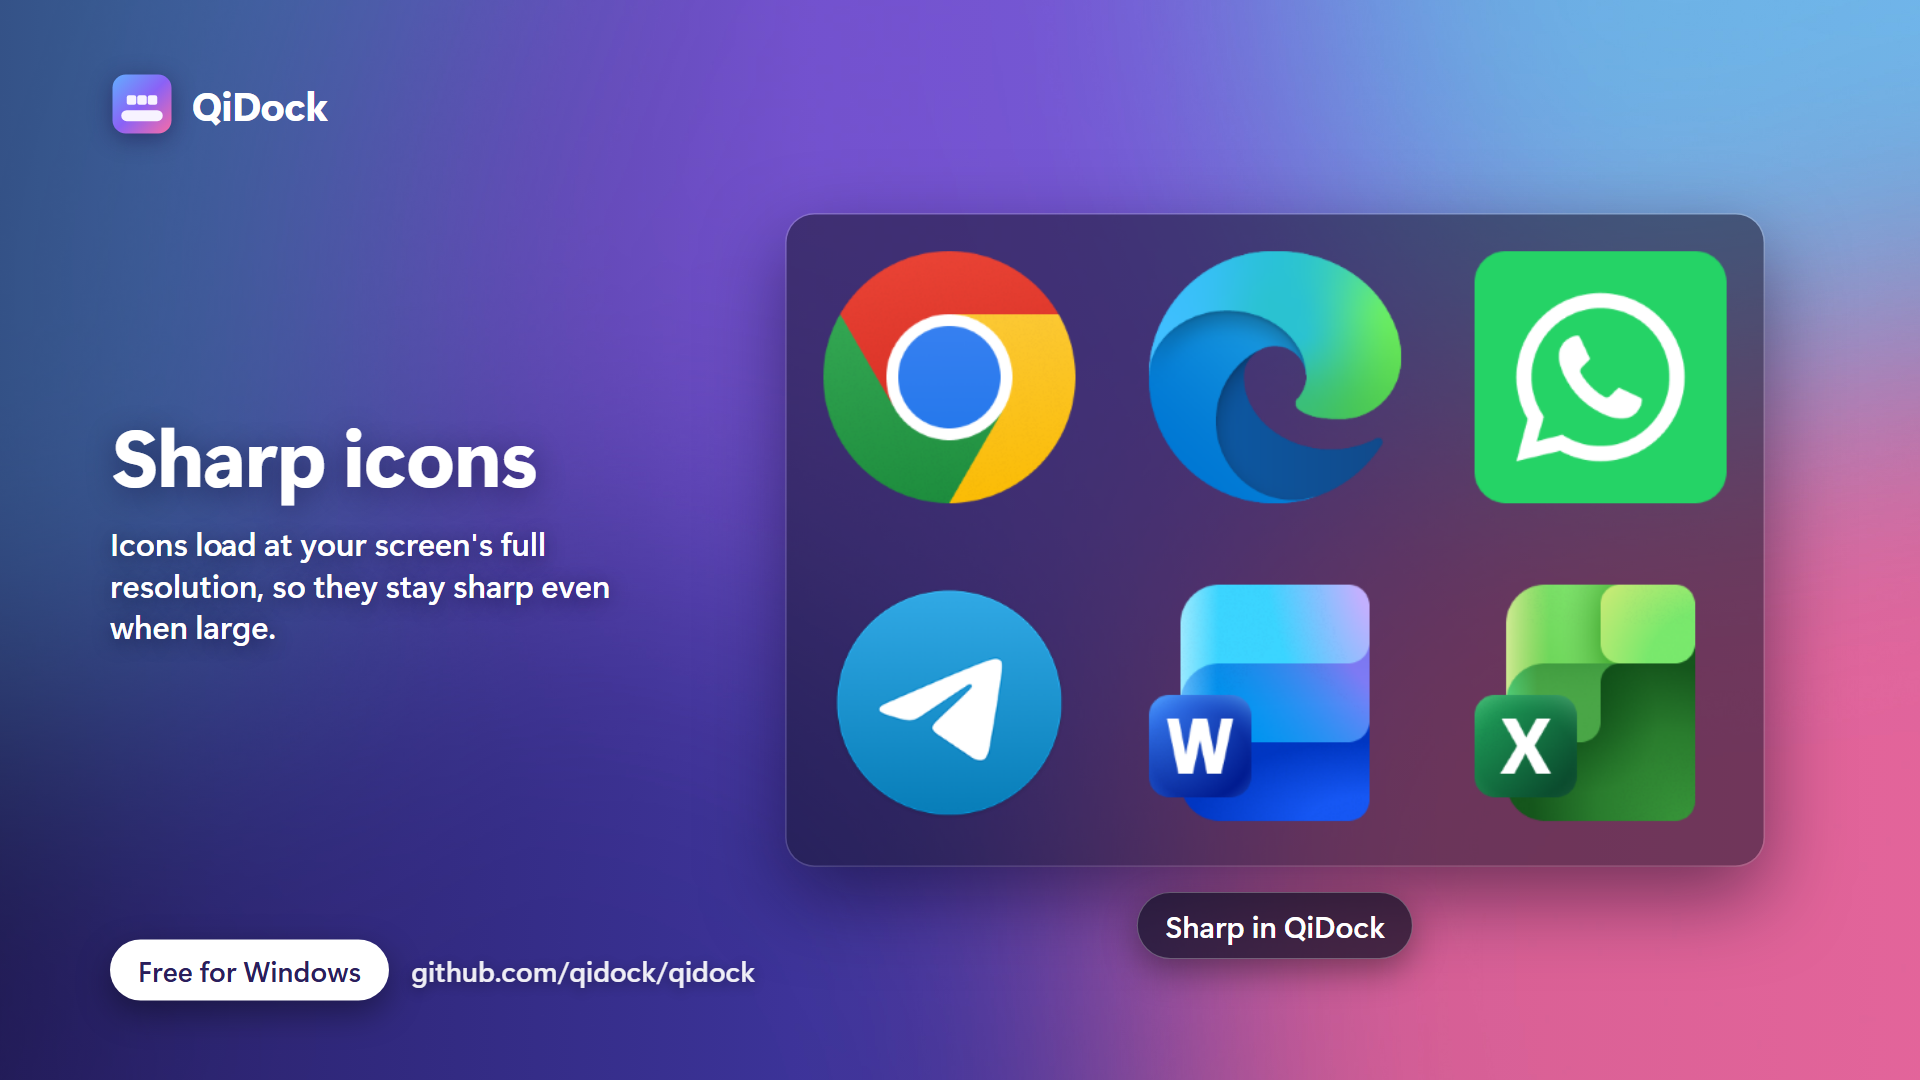 QiDock
Sharp icons
Icons load at your screen's full
resolution, so they stay sharp even
when large.
W
X
Sharp in QiDock
Free for Windows
github.com/qidock/qidock